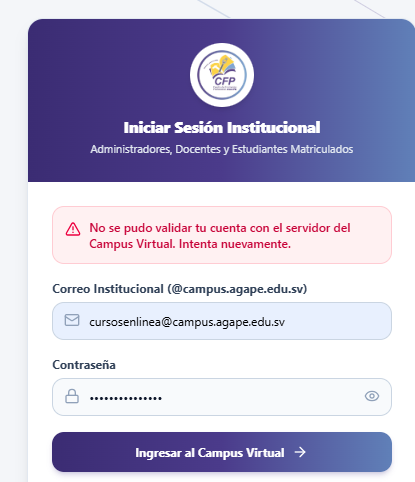 CFP
Iniciar Sesión Institucional
Administradores, Docentes y Estudiantes Matriculados
No se pudo validar tu cuenta con el servidor del
Campus Virtual. Intenta nuevamente.
Correo Institucional (@campus.agape.edu.sv)
cursosenlinea@campus.agape.edu.sv
Contraseña
•••••••••••••••
Ingresar al Campus Virtual →